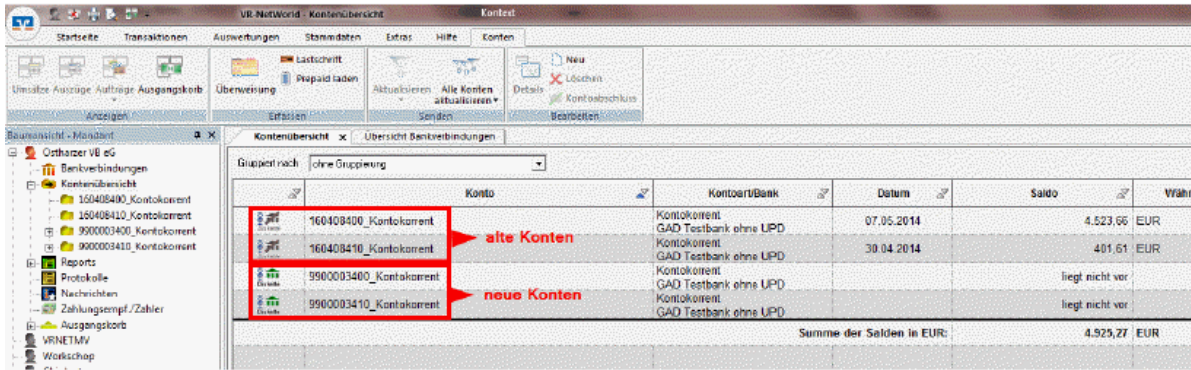 VR-NetWorld - Kontenübersicht
Kontext
Startseite Transaktionen Auswertungen Stammdaten Extras Hilfe Konten
Umsätze Auszüge Aufträge Ausgangskorb
Anzeigen
Überweisung
Lastschrift
Prepaid laden
Erfassen
Aktualisieren
Alle Konten
aktualisieren
Senden
Details
Neu
Löschen
Kontoabschluss
Bearbeiten
Baumansicht - Mandant
Ostharzer VB eG
Bankverbindungen
Kontenübersicht
160408400_Kontokorrent
160408410_Kontokorrent
9900003400_Kontokorrent
9900003410_Kontokorrent
Reports
Protokolle
Nachrichten
Zahlungsempf./Zahler
Ausgangskorb
VRNETMV
Workschop
Kontenübersicht x Übersicht Bankverbindungen
Gruppiert nach ohne Gruppierung
Konto Kontoart/Bank Datum Saldo Währ
160408400_Kontokorrent Kontokorrent 07.05.2014 4.523,66 EUR
GAD Testbank ohne UPD
160408410_Kontokorrent Kontokorrent 30.04.2014 401,61 EUR
GAD Testbank ohne UPD
alte Konten
9900003400_Kontokorrent Kontokorrent liegt nicht vor
GAD Testbank ohne UPD
9900003410_Kontokorrent Kontokorrent liegt nicht vor
GAD Testbank ohne UPD
neue Konten
Summe der Salden in EUR: 4.925,27 EUR